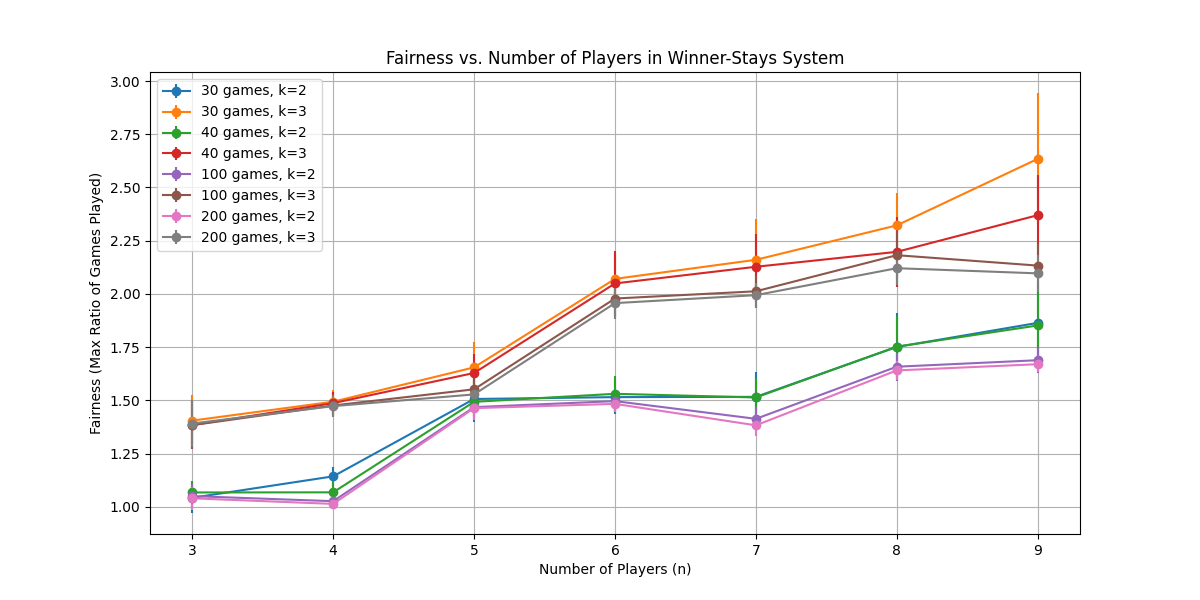 Fairness vs. Number of Players in Winner-Stays System
Fairness (Max Ratio of Games Played)
3.00
2.75
2.50
2.25
2.00
1.75
1.50
1.25
1.00
30 games, k=2
30 games, k=3
40 games, k=2
40 games, k=3
100 games, k=2
100 games, k=3
200 games, k=2
200 games, k=3
3 4 5 6 7 8 9
Number of Players (n)